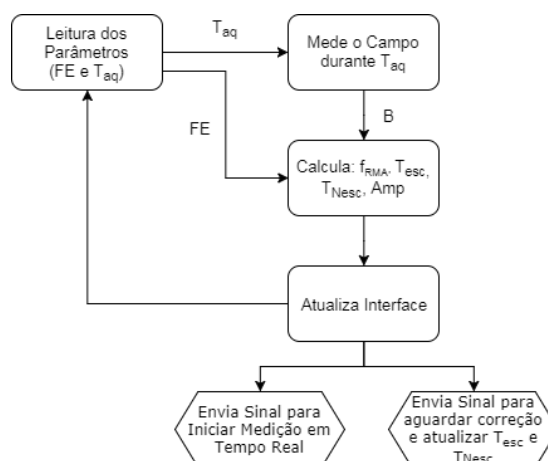 Leitura dos
Parâmetros
(FE e Taq)
Taq
Mede o Campo
durante Taq
FE
B
Calcula: fRMA, Tesc,
TNesc, Amp
Atualiza Interface
Envia Sinal para
Iniciar Medição em
Tempo Real
Envia Sinal para
aguardar correção
e atualizar Tesc e
TNesc